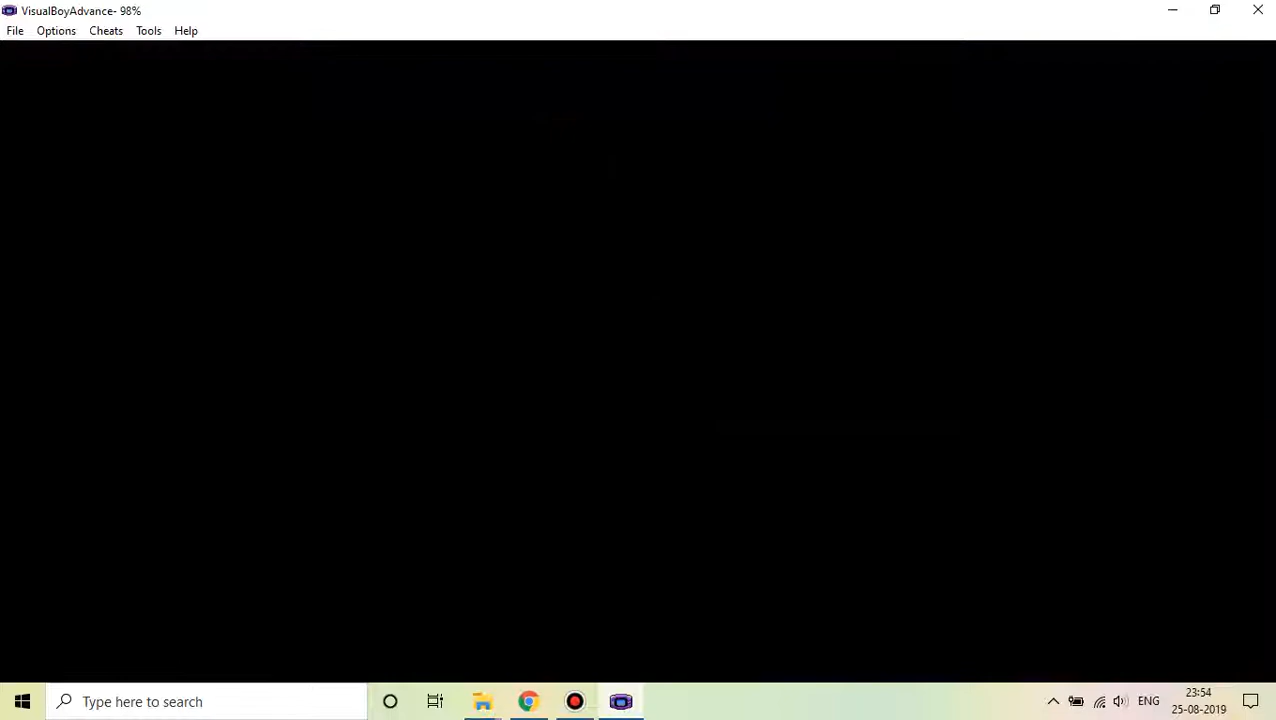 VisualBoyAdvance- 98%
File Options Cheats Tools Help
Type here to search
ENG
23:54
25-08-2019